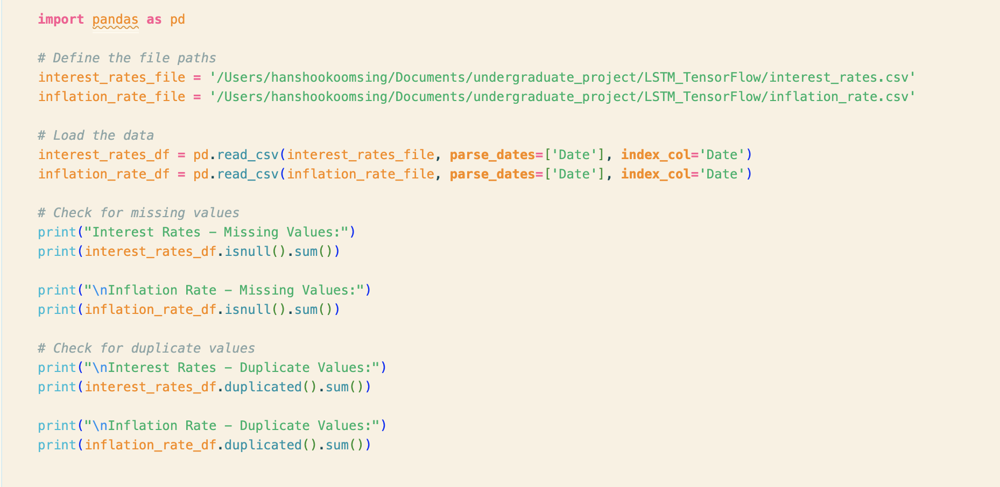 import pandas as pd
# Define the file paths
interest_rates_file = '/Users/hanshookoomsing/Documents/undergraduate_project/LSTM_TensorFlow/interest_rates.csv'
inflation_rate_file = '/Users/hanshookoomsing/Documents/undergraduate_project/LSTM_TensorFlow/inflation_rate.csv'
# Load the data
interest_rates_df = pd.read_csv(interest_rates_file, parse_dates=['Date'], index_col='Date')
inflation_rate_df = pd.read_csv(inflation_rate_file, parse_dates=['Date'], index_col='Date')
# Check for missing values
print("Interest Rates – Missing Values:")
print(interest_rates_df.isnull().sum())
print("\nInflation Rate – Missing Values:")
print(inflation_rate_df.isnull().sum())
# Check for duplicate values
print("\nInterest Rates – Duplicate Values:")
print(interest_rates_df.duplicated().sum())
print("\nInflation Rate – Duplicate Values:")
print(inflation_rate_df.duplicated().sum())